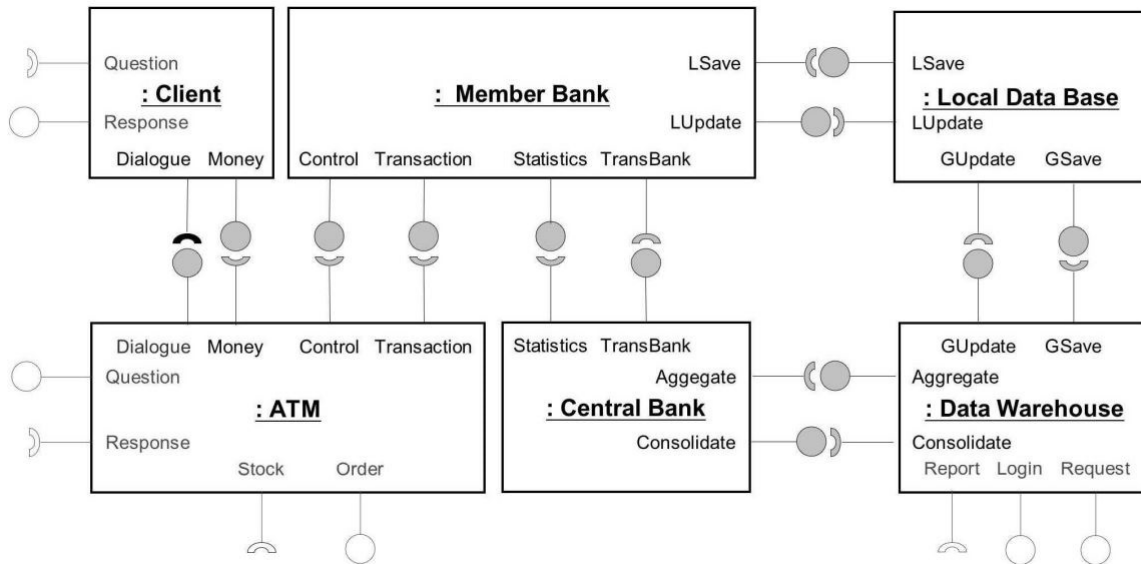 Question
: Client
Response
Dialogue Money
LSave
: Member Bank
LUpdate
Control Transaction Statistics TransBank
LSave
: Local Data Base
LUpdate
GUpdate GSave
Dialogue Money Control Transaction
Question
: ATM
Response
Stock Order
Statistics TransBank
Aggegate
: Central Bank
Consolidate
GUpdate GSave
Aggregate
: Data Warehouse
Consolidate
Report Login Request